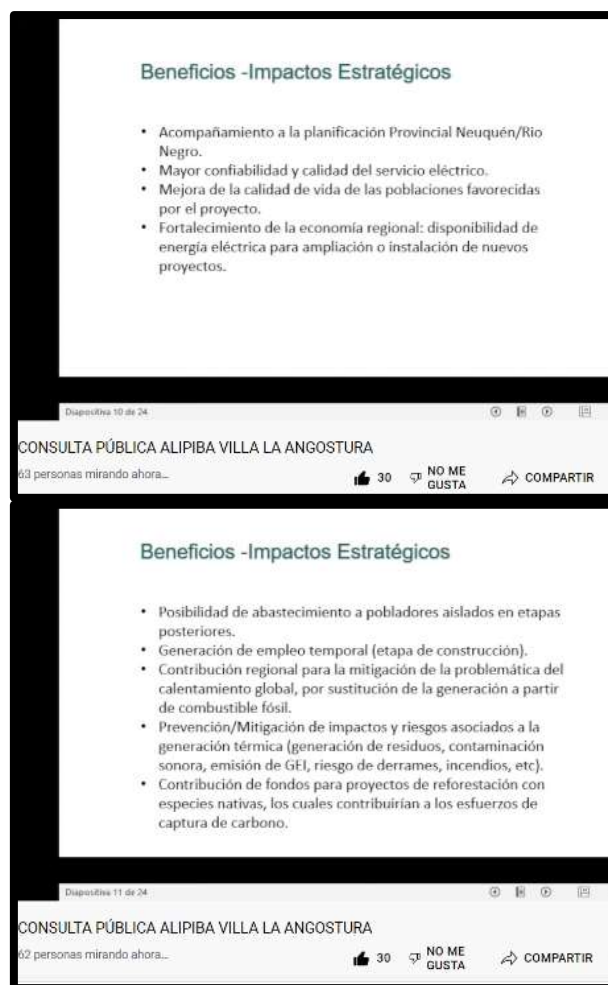 Beneficios -Impactos Estratégicos
• Acompañamiento a la planificación Provincial Neuquén/Rio
Negro.
• Mayor confiabilidad y calidad del servicio eléctrico.
• Mejora de la calidad de vida de las poblaciones favorecidas
por el proyecto.
• Fortalecimiento de la economía regional: disponibilidad de
energía eléctrica para ampliación o instalación de nuevos
proyectos.
Diapositiva 10 de 24
CONSULTA PÚBLICA ALIPIBA VILLA LA ANGOSTURA
63 personas mirando ahora...
30
NO ME
GUSTA
COMPARTIR
Beneficios -Impactos Estratégicos
• Posibilidad de abastecimiento a pobladores aislados en etapas
posteriores.
• Generación de empleo temporal (etapa de construcción).
• Contribución regional para la mitigación de la problemática del
calentamiento global, por sustitución de la generación a partir
de combustible fósil.
• Prevención/Mitigación de impactos y riesgos asociados a la
generación térmica (generación de residuos, contaminación
sonora, emisión de GEI, riesgo de derrames, incendios, etc).
• Contribución de fondos para proyectos de reforestación con
especies nativas, los cuales contribuirían a los esfuerzos de
captura de carbono.
Diapositiva 11 de 24
CONSULTA PÚBLICA ALIPIBA VILLA LA ANGOSTURA
62 personas mirando ahora...
30
NO ME
GUSTA
COMPARTIR